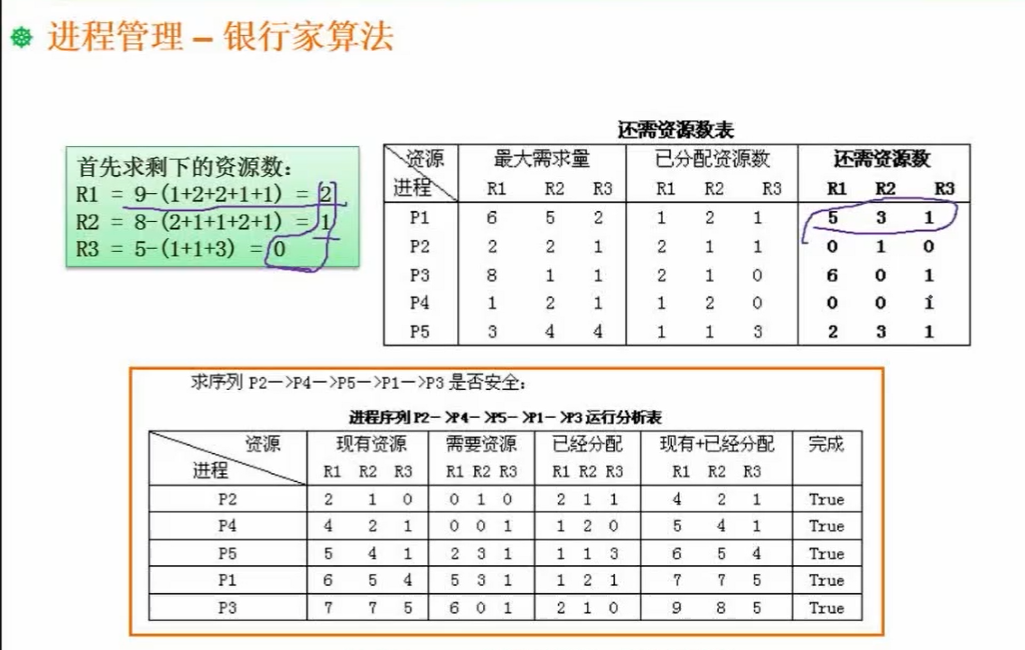 进程管理 – 银行家算法
首先求剩下的资源数:
R1 = 9-(1+2+2+1+1) = 2
R2 = 8-(2+1+1+2+1) = 1
R3 = 5-(1+1+3) = 0
还需资源数表
资源 最大需求量 已分配资源数 还需资源数
进程 R1 R2 R3 R1 R2 R3 R1 R2 R3
P1 6 5 2 1 2 1 5 3 1
P2 2 2 1 2 1 1 0 1 0
P3 8 1 1 2 1 0 6 0 1
P4 1 2 1 1 2 0 0 0 1
P5 3 4 4 1 1 3 2 3 1
求序列 P2—>P4—>P5—>P1—>P3 是否安全:
进程序列 P2—>P4—>P5—>P1—>P3 运行分析表
资源 现有资源 需要资源 已经分配 现有+已经分配 完成
进程 R1 R2 R3 R1 R2 R3 R1 R2 R3 R1 R2 R3
P2 2 1 0 0 1 0 2 1 1 4 2 1 True
P4 4 2 1 0 0 1 1 2 0 5 4 1 True
P5 5 4 1 2 3 1 1 1 3 6 5 4 True
P1 6 5 4 5 3 1 1 2 1 7 7 5 True
P3 7 7 5 6 0 1 2 1 0 9 8 5 True